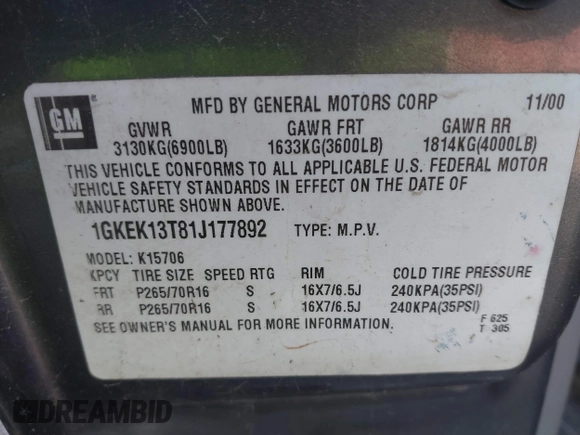 GM MFD BY GENERAL MOTORS CORP 11/00
GVWR GAWR FRT GAWR RR
3130KG(6900LB) 1633KG(3600LB) 1814KG(4000LB)
THIS VEHICLE CONFORMS TO ALL APPLICABLE U.S. FEDERAL MOTOR
VEHICLE SAFETY STANDARDS IN EFFECT ON THE DATE OF
MANUFACTURE SHOWN ABOVE.
1GKEK13T81J177892 TYPE: M.P.V.
MODEL: K15706
KPCY TIRE SIZE SPEED RTG RIM COLD TIRE PRESSURE
FRT P265/70R16 S 16X7/6.5J 240KPA(35PSI)
RR P265/70R16 S 16X7/6.5J 240KPA(35PSI)
SEE OWNER'S MANUAL FOR MORE INFORMATION.
F 625
T 305
DREAMBID